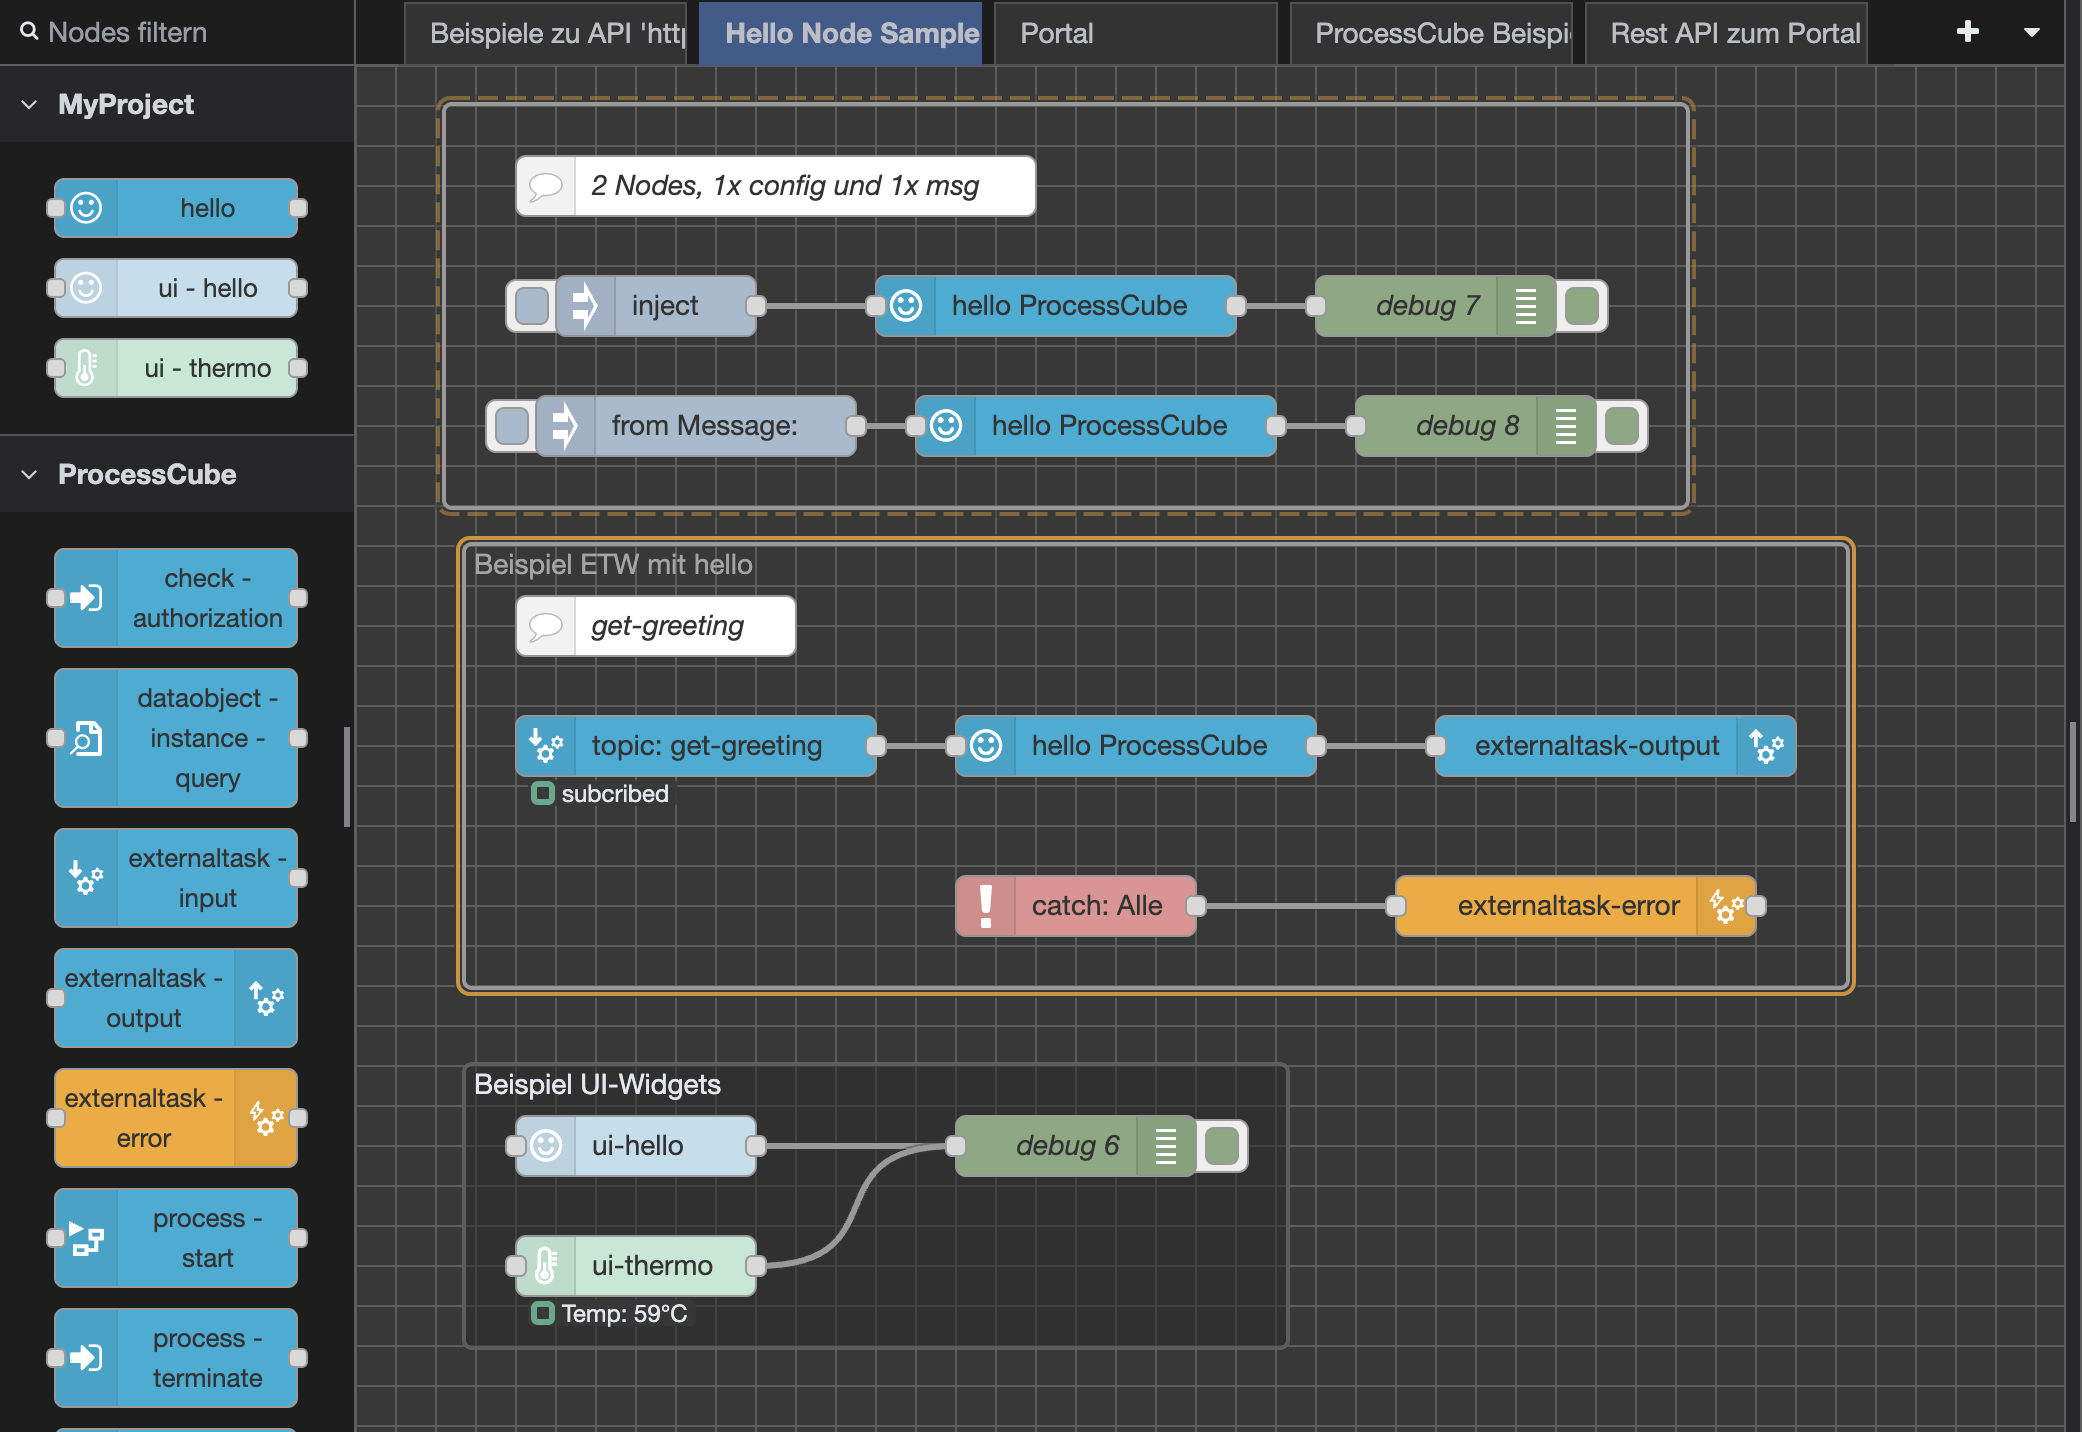 Nodes filtern
Beispiele zu API 'http
Hello Node Sample
Portal
ProcessCube Beispi
Rest API zum Portal
MyProject
hello
ui - hello
ui - thermo
ProcessCube
check -
authorization
dataobject -
instance -
query
externaltask -
input
externaltask -
output
externaltask -
error
process -
start
process -
terminate
2 Nodes, 1x config und 1x msg
inject
hello ProcessCube
debug 7
from Message:
hello ProcessCube
debug 8
Beispiel ETW mit hello
get-greeting
topic: get-greeting
hello ProcessCube
externaltask-output
subcribed
catch: Alle
externaltask-error
Beispiel UI-Widgets
ui-hello
debug 6
ui-thermo
Temp: 59°C